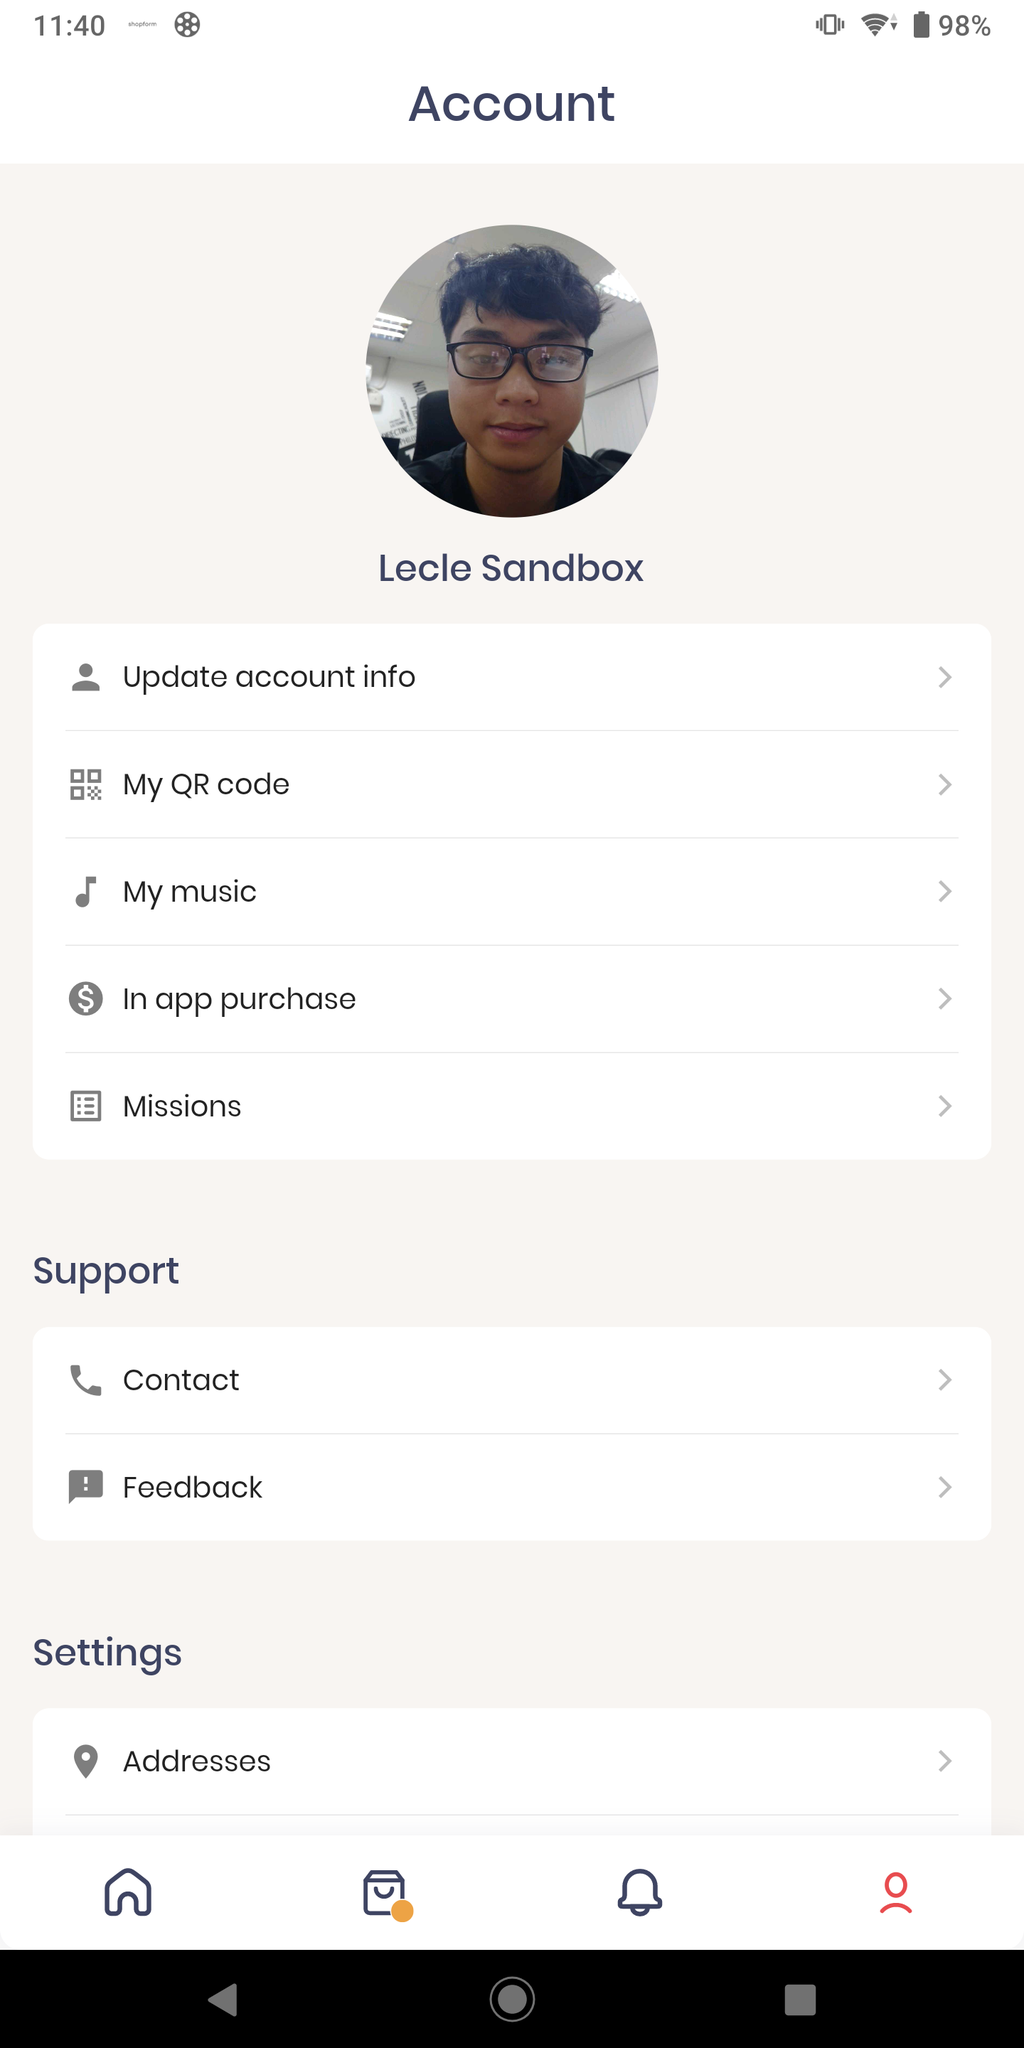 11:40 shopform 98%
Account
Lecle Sandbox
Update account info
My QR code
My music
In app purchase
Missions
Support
Contact
Feedback
Settings
Addresses